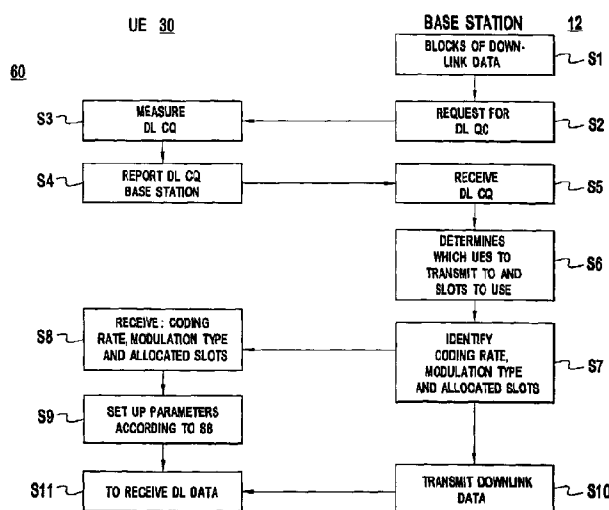 UE 30
BASE STATION 12
60
BLOCKS OF DOWN-
LINK DATA
S1
S3
MEASURE
DL CQ
REQUEST FOR
DL QC
S2
S4
REPORT DL CQ
BASE STATION
RECEIVE
DL CQ
S5
DETERMINES
WHICH UES TO
TRANSMIT TO AND
SLOTS TO USE
S6
S8
RECEIVE: CODING
RATE, MODULATION TYPE
AND ALLOCATED SLOTS
IDENTIFY
CODING RATE,
MODULATION TYPE
AND ALLOCATED SLOTS
S7
S9
SET UP PARAMETERS
ACCORDING TO S8
S11
TO RECEIVE DL DATA
TRANSMIT DOWNLINK
DATA
S10